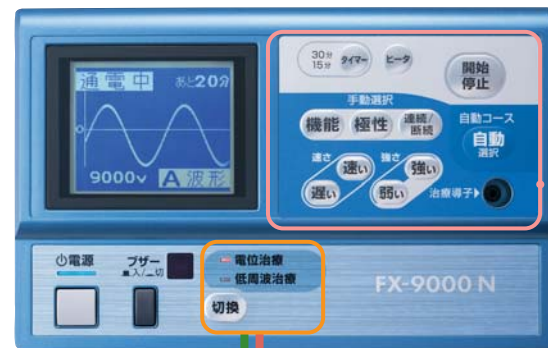 通電中 あと20分
9000v A 波形
30分
15分
タイマー
ヒータ
開始
停止
手動選択
機能 極性 連続/断続
自動コース
自動
選択
速さ 速い 遅い
強さ 強い 弱い
治療導子▶
電源
ブザー
入/切
電位治療
低周波治療
切換
FX-9000 N